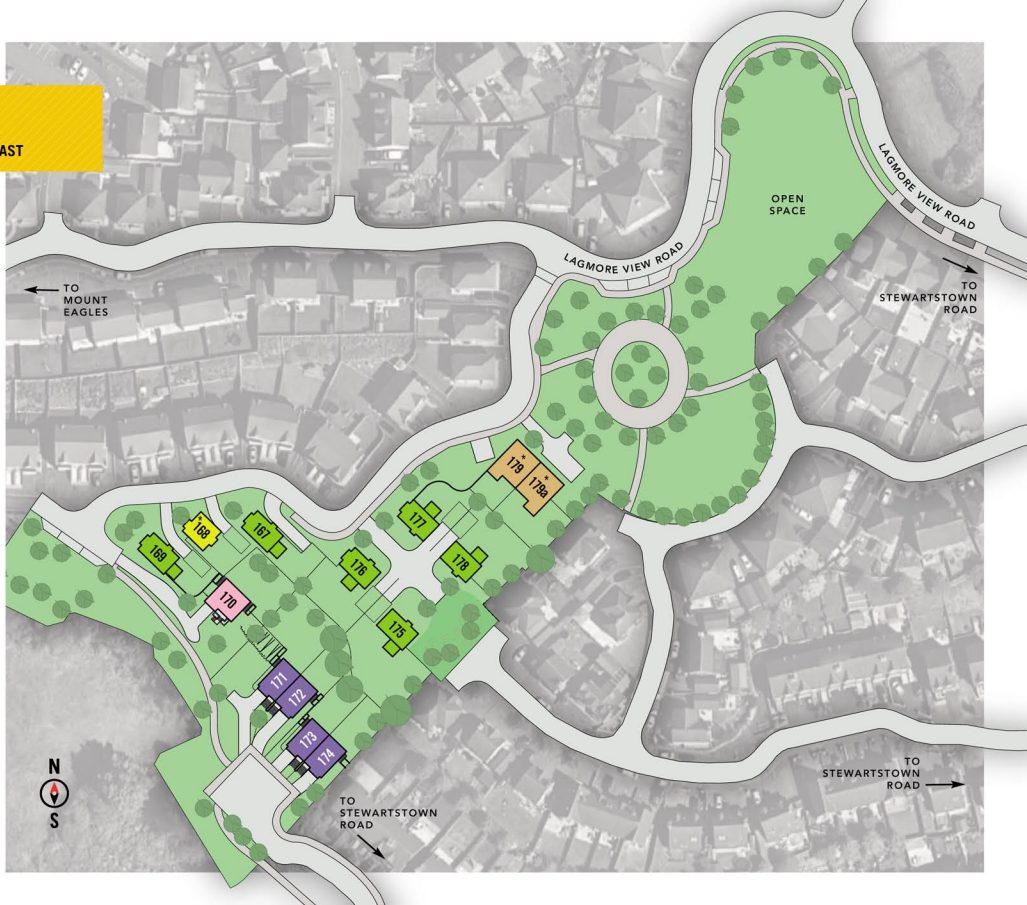 AST
LAGMORE VIEW ROAD
OPEN
SPACE
LAGMORE VIEW ROAD
TO
MOUNT
EAGLES
TO
STEWARTSTOWN
ROAD
179
*
179a
*
177
178
168
*
167
169
176
170
175
171
172
173
174
N
S
TO
STEWARTSTOWN
ROAD
TO
STEWARTSTOWN
ROAD